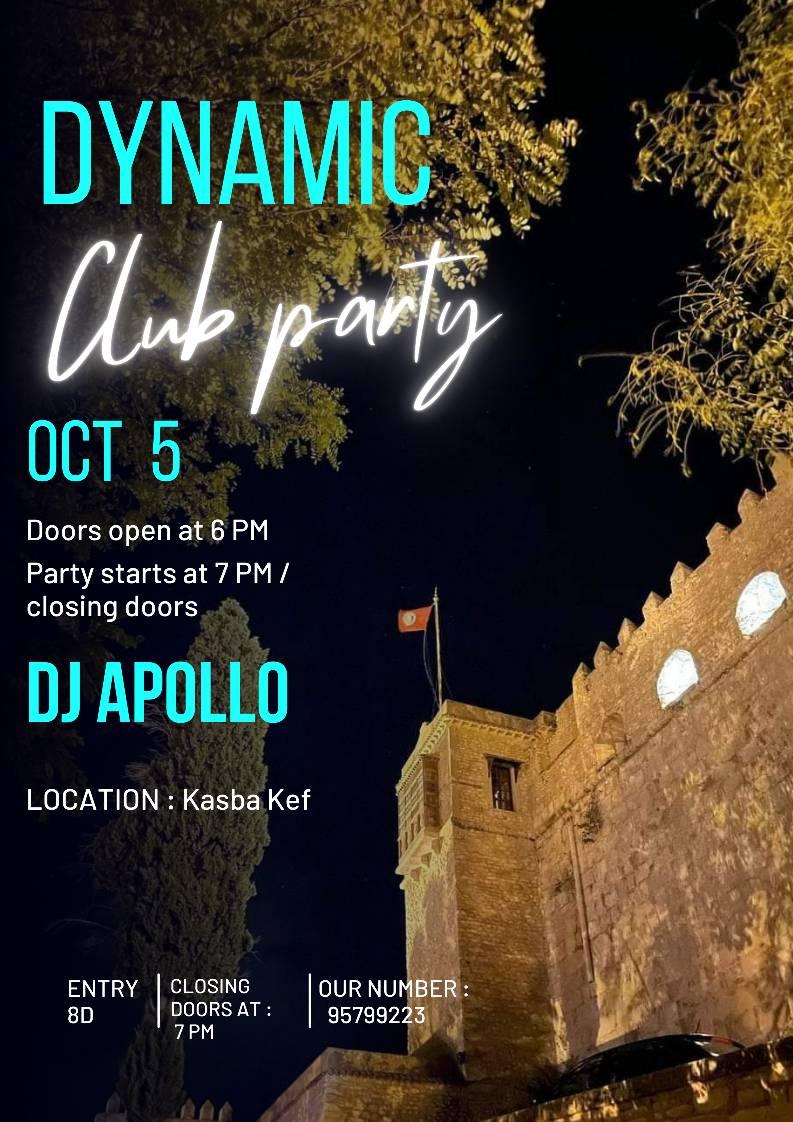 DYNAMIC
Club party
OCT 5
Doors open at 6 PM
Party starts at 7 PM /
closing doors
DJ APOLLO
LOCATION : Kasba Kef
ENTRY
8D
CLOSING
DOORS AT :
7 PM
OUR NUMBER :
95799223